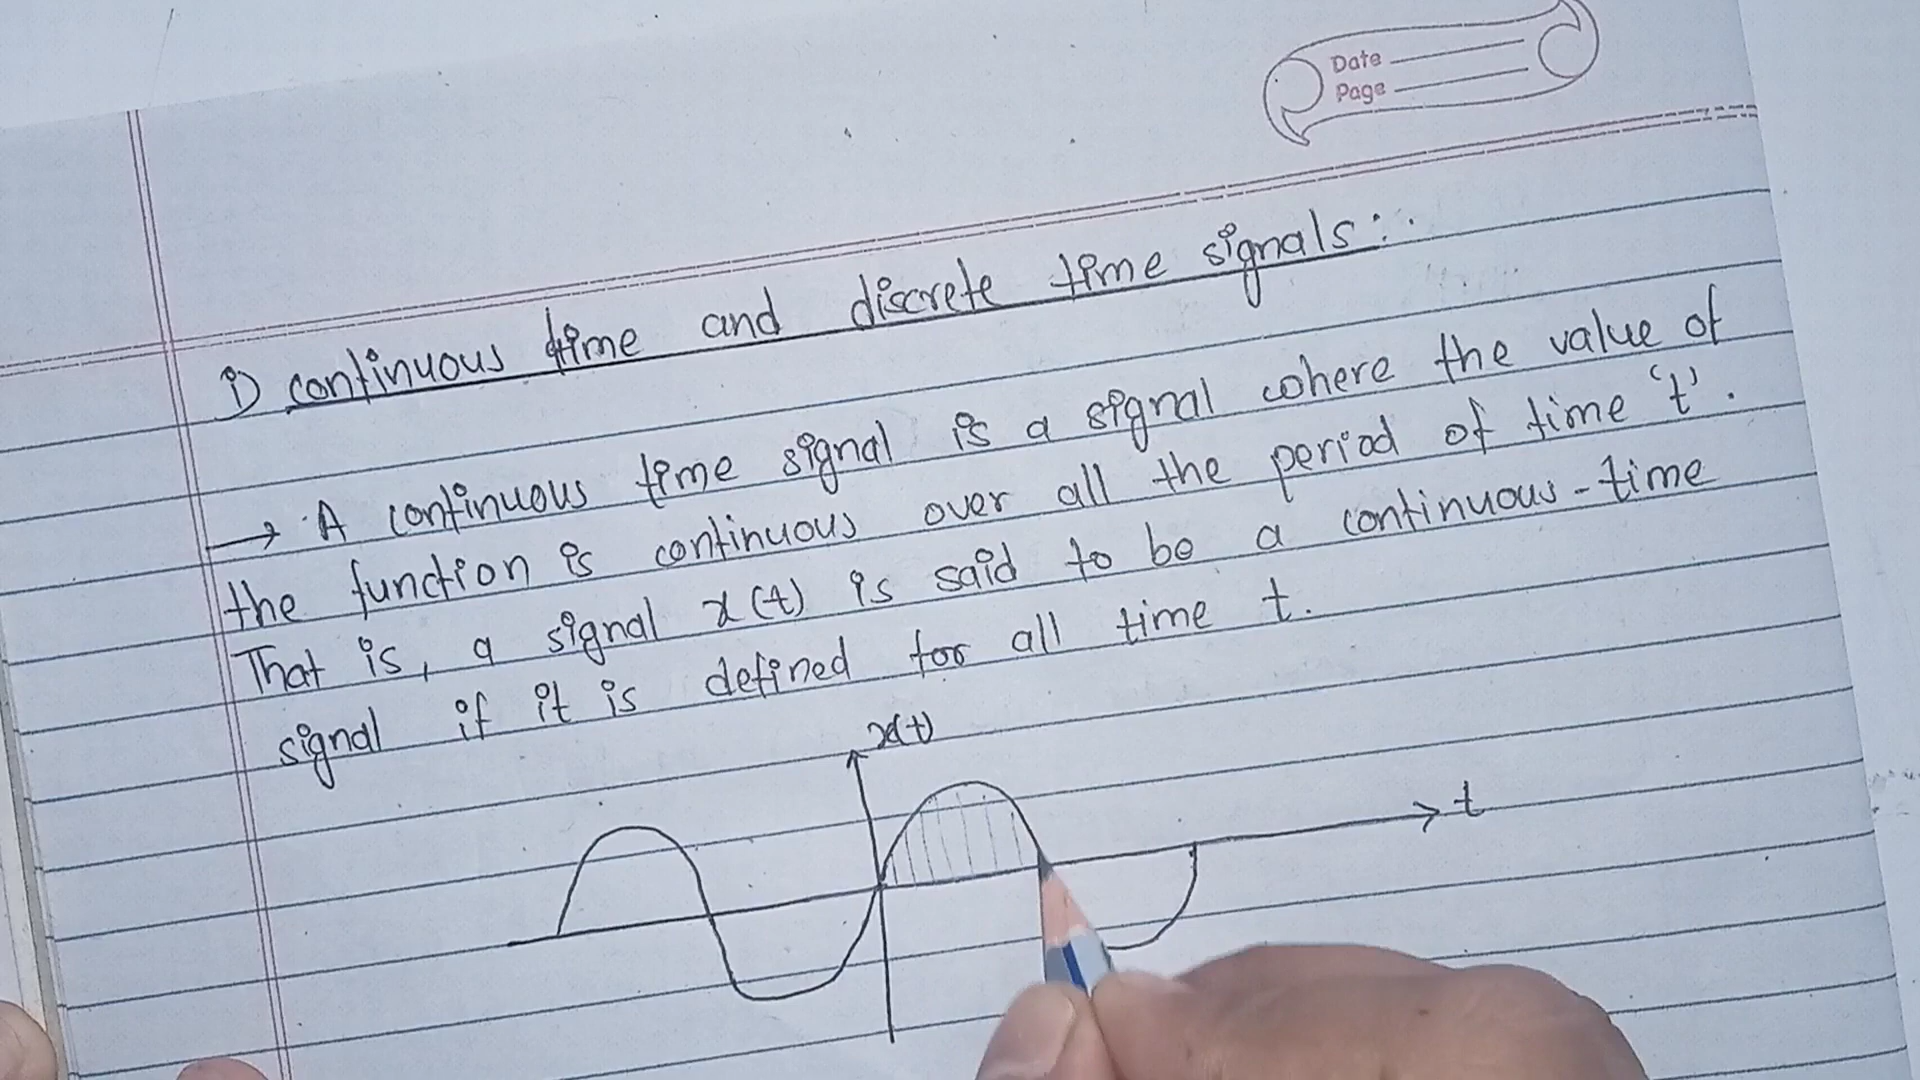 Date
Page
i) continuous time and discrete time signals:.
→ A continuous time signal is a signal where the value of
the function is continuous over all the period of time 't'.
That is, a signal x(t) is said to be a continuous-time
signal if it is defined for all time t.
x(t)
t